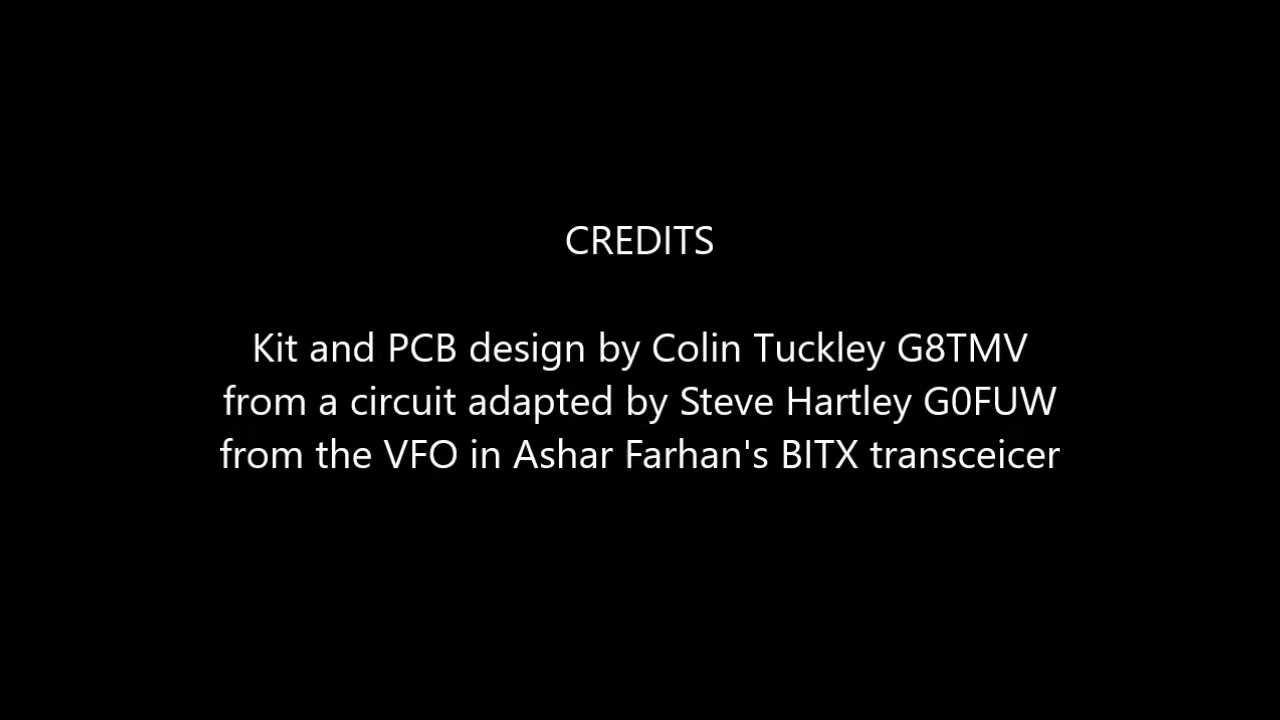 CREDITS
Kit and PCB design by Colin Tuckley G8TMV
from a circuit adapted by Steve Hartley G0FUW
from the VFO in Ashar Farhan's BITX transceicer